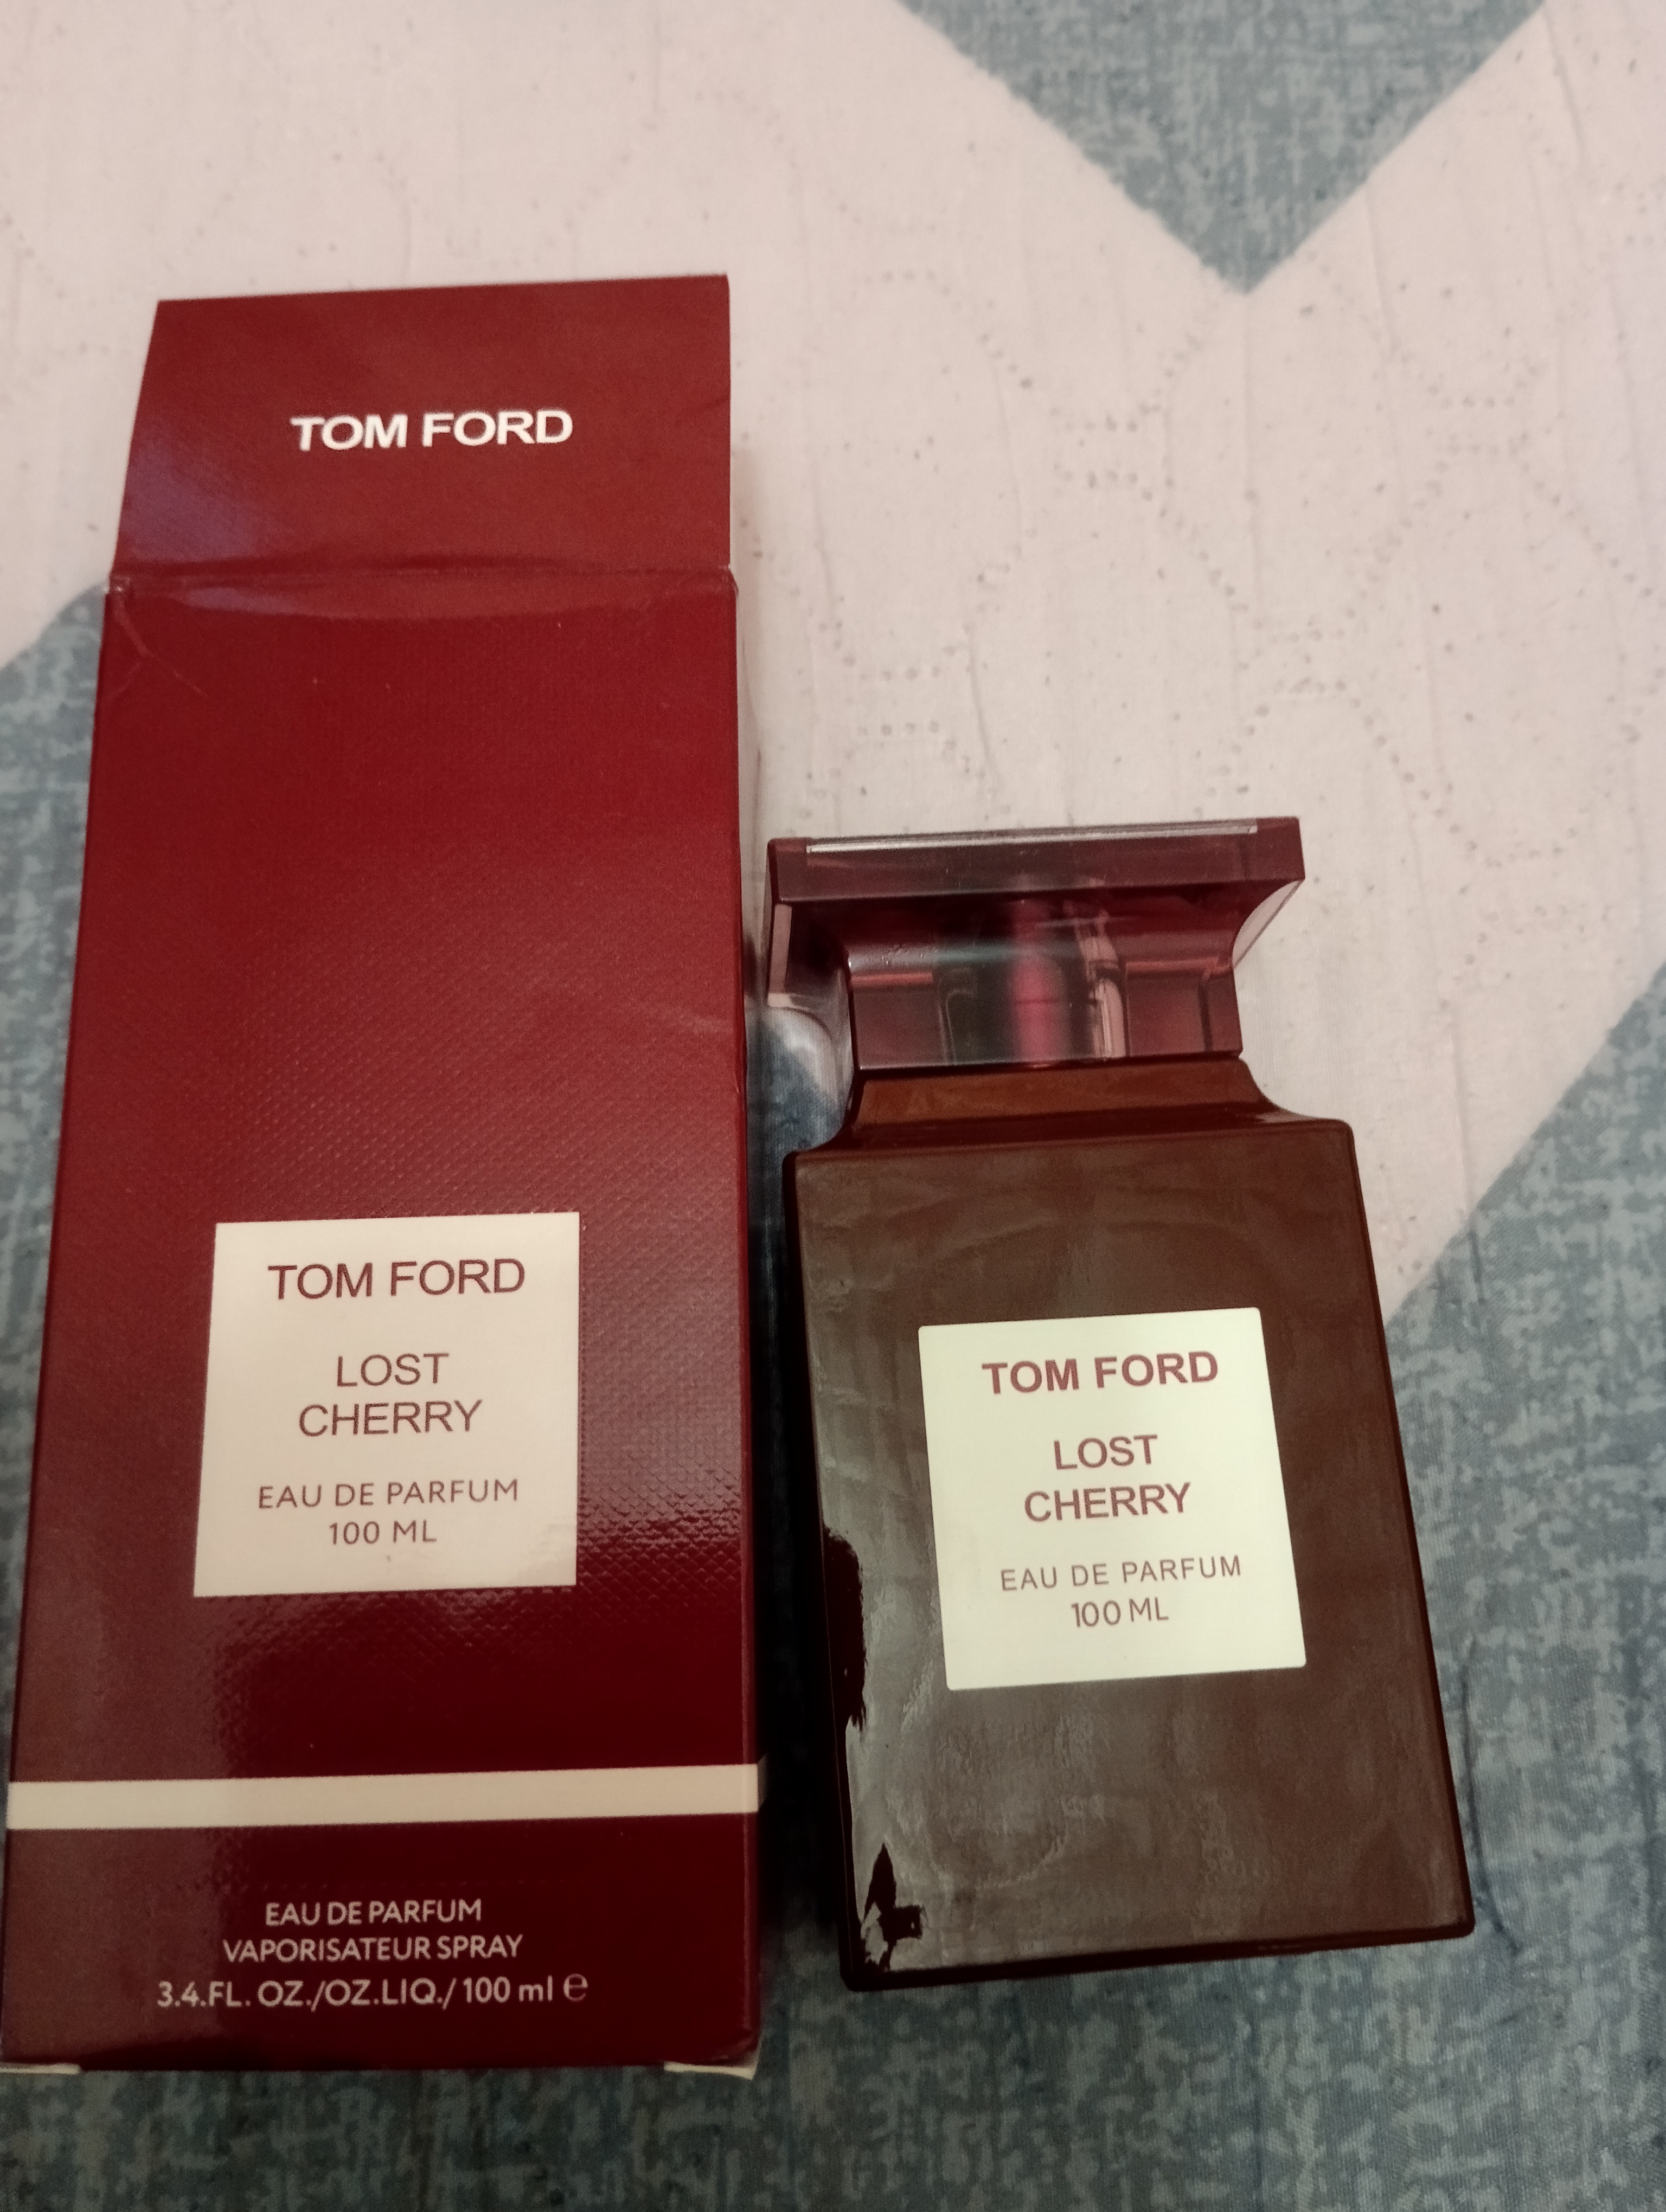 TOM FORD
TOM FORD
LOST
CHERRY
EAU DE PARFUM
100 ML
EAU DE PARFUM
VAPORISATEUR SPRAY
3.4.FL. OZ./OZ.LIQ./ 100 ml ℮
TOM FORD
LOST
CHERRY
EAU DE PARFUM
100 ML